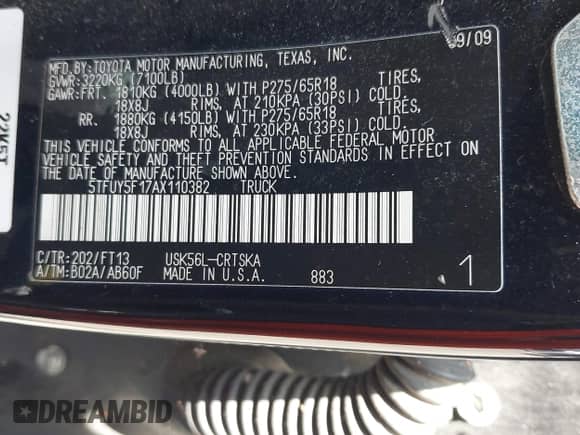 MFD.BY:TOYOTA MOTOR MANUFACTURING, TEXAS, INC. 09/09
GVWR:3220KG (7100LB)
GAWR:FRT. 1810KG (4000LB) WITH P275/65R18 TIRES,
18X8J RIMS, AT 210KPA (30PSI) COLD.
RR. 1880KG (4150LB) WITH P275/65R18 TIRES,
18X8J RIMS, AT 230KPA (33PSI) COLD.
THIS VEHICLE CONFORMS TO ALL APPLICABLE FEDERAL MOTOR
VEHICLE SAFETY AND THEFT PREVENTION STANDARDS IN EFFECT ON
THE DATE OF MANUFACTURE SHOWN ABOVE.
5TFUY5F17AX110382 TRUCK
C/TR:202/FT13 USK56L-CRTSKA
A/TM:B02A/AB60F MADE IN U.S.A. 883 1
DREAMBID